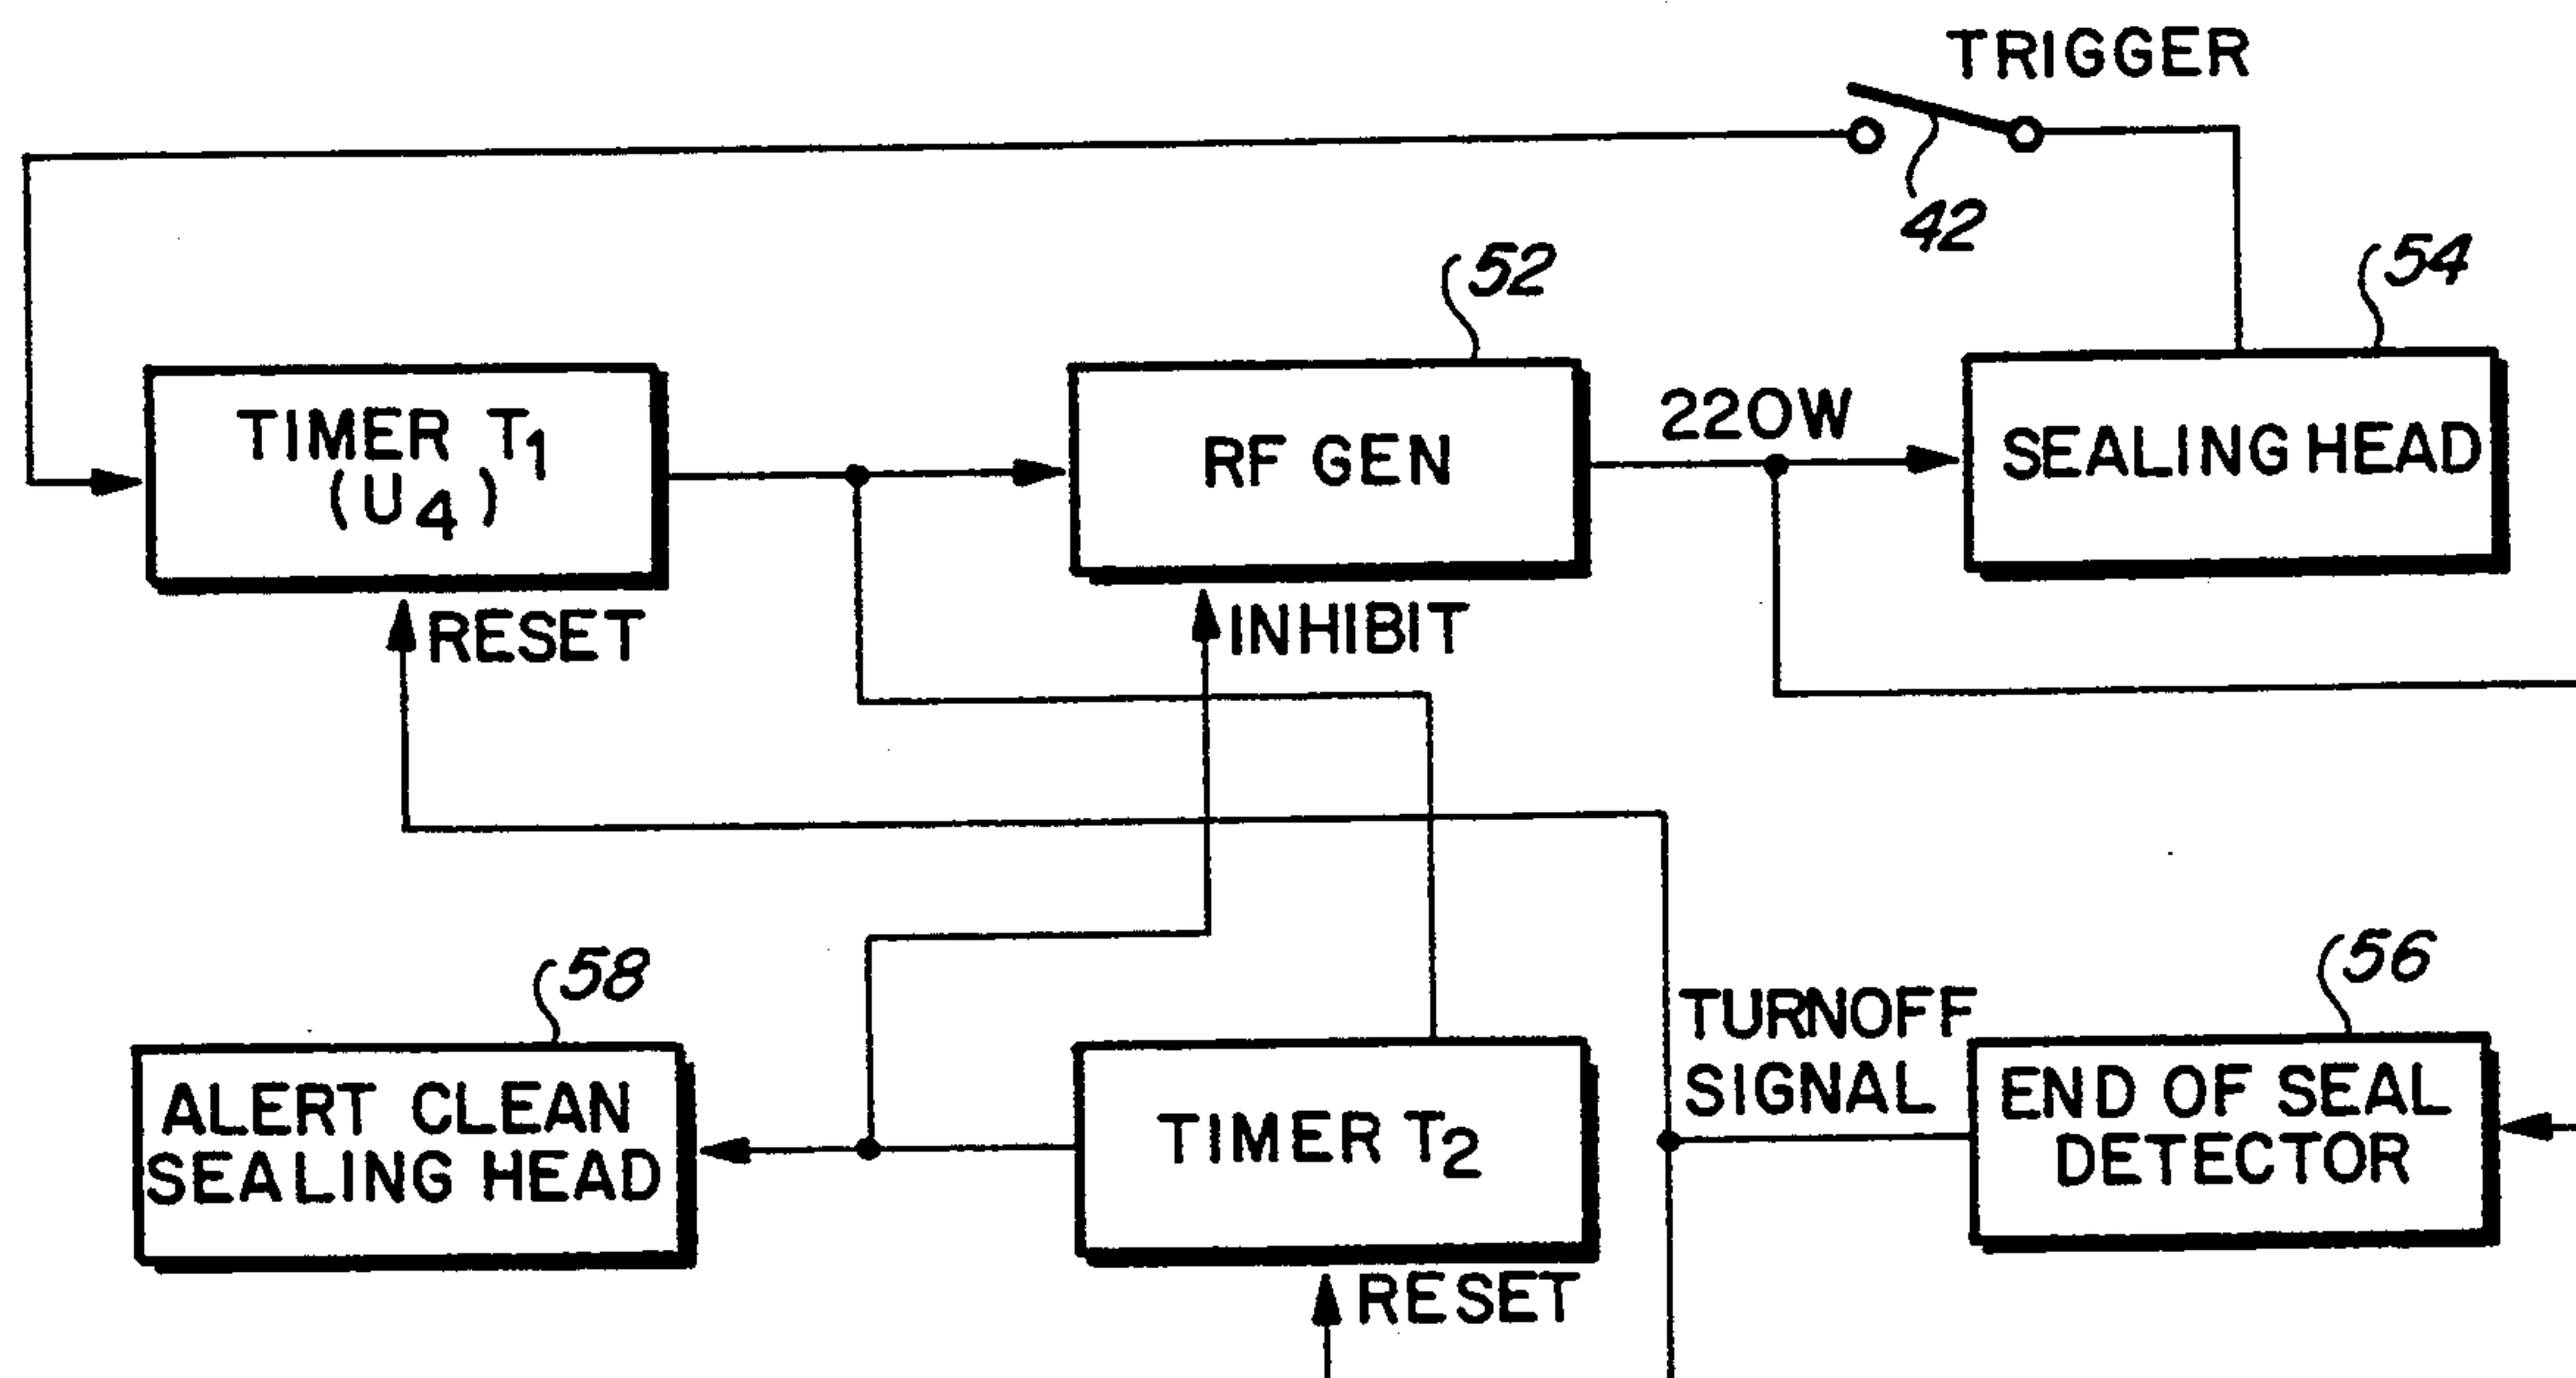 TRIGGER
42
52
54
TIMER T1
(U4)
RF GEN
220W
SEALING HEAD
RESET
INHIBIT
58
56
ALERT CLEAN
SEALING HEAD
TIMER T2
TURNOFF
SIGNAL
END OF SEAL
DETECTOR
RESET